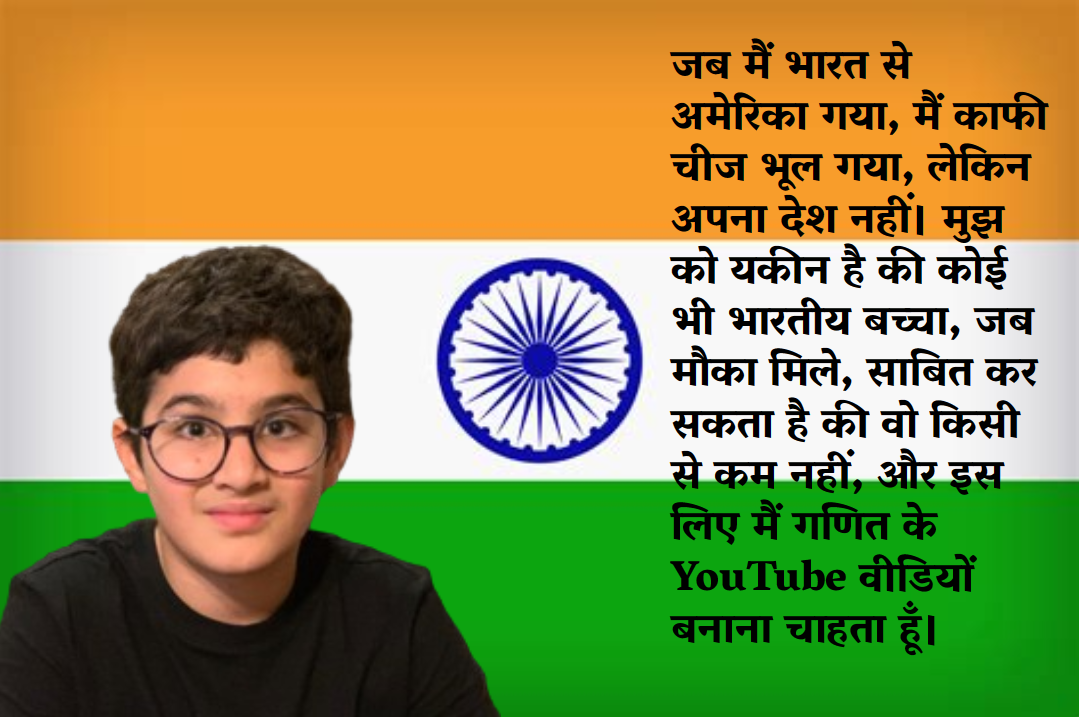 जब मैं भारत से
अमेरिका गया, मैं काफी
चीज भूल गया, लेकिन
अपना देश नहीं। मुझ
को यकीन है की कोई
भी भारतीय बच्चा, जब
मौका मिले, साबित कर
सकता है की वो किसी
से कम नहीं, और इस
लिए मैं गणित के
YouTube वीडियों
बनाना चाहता हूँ।